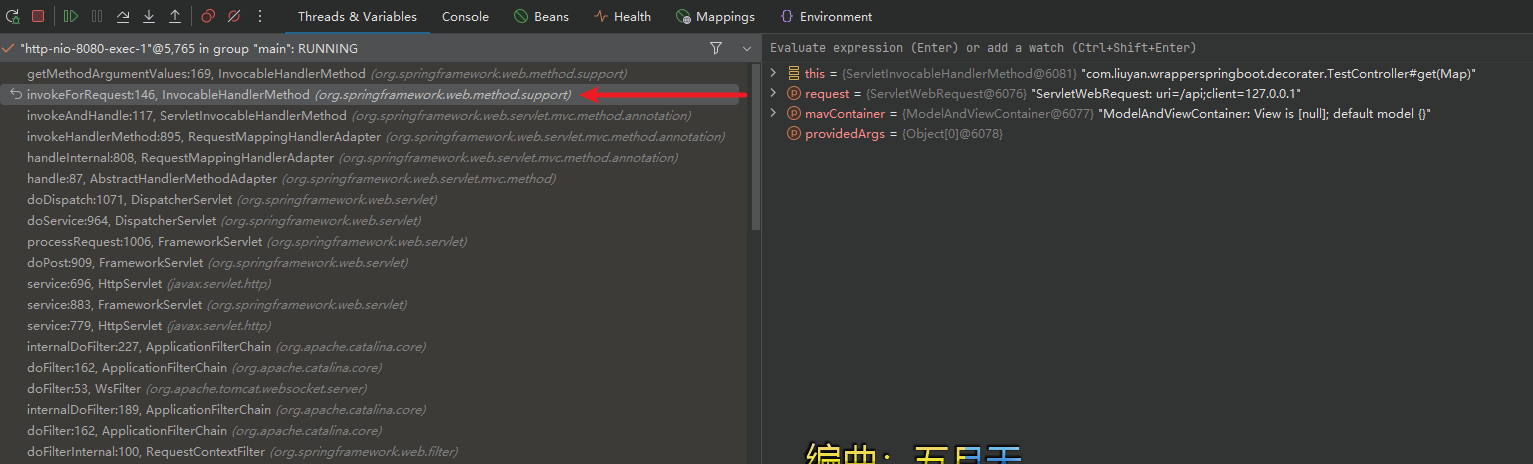 Threads & Variables Console Beans Health Mappings Environment
"http-nio-8080-exec-1"@5,765 in group "main": RUNNING
getMethodArgumentValues:169, InvocableHandlerMethod (org.springframework.web.method.support)
invokeForRequest:146, InvocableHandlerMethod (org.springframework.web.method.support)
invokeAndHandle:117, ServletInvocableHandlerMethod (org.springframework.web.servlet.mvc.method.annotation)
invokeHandlerMethod:895, RequestMappingHandlerAdapter (org.springframework.web.servlet.mvc.method.annotation)
handleInternal:808, RequestMappingHandlerAdapter (org.springframework.web.servlet.mvc.method.annotation)
handle:87, AbstractHandlerMethodAdapter (org.springframework.web.servlet.mvc.method)
doDispatch:1071, DispatcherServlet (org.springframework.web.servlet)
doService:964, DispatcherServlet (org.springframework.web.servlet)
processRequest:1006, FrameworkServlet (org.springframework.web.servlet)
doPost:909, FrameworkServlet (org.springframework.web.servlet)
service:696, HttpServlet (javax.servlet.http)
service:883, FrameworkServlet (org.springframework.web.servlet)
service:779, HttpServlet (javax.servlet.http)
internalDoFilter:227, ApplicationFilterChain (org.apache.catalina.core)
doFilter:162, ApplicationFilterChain (org.apache.catalina.core)
doFilter:53, WsFilter (org.apache.tomcat.websocket.server)
internalDoFilter:189, ApplicationFilterChain (org.apache.catalina.core)
doFilter:162, ApplicationFilterChain (org.apache.catalina.core)
doFilterInternal:100, RequestContextFilter (org.springframework.web.filter)
Evaluate expression (Enter) or add a watch (Ctrl+Shift+Enter)
this = {ServletInvocableHandlerMethod@6081} "com.liuyan.wrapperspringboot.decorater.TestController#get(Map)"
request = {ServletWebRequest@6076} "ServletWebRequest: uri=/api;client=127.0.0.1"
mavContainer = {ModelAndViewContainer@6077} "ModelAndViewContainer: View is [null]; default model {}"
providedArgs = {Object[0]@6078}
编曲：五月天